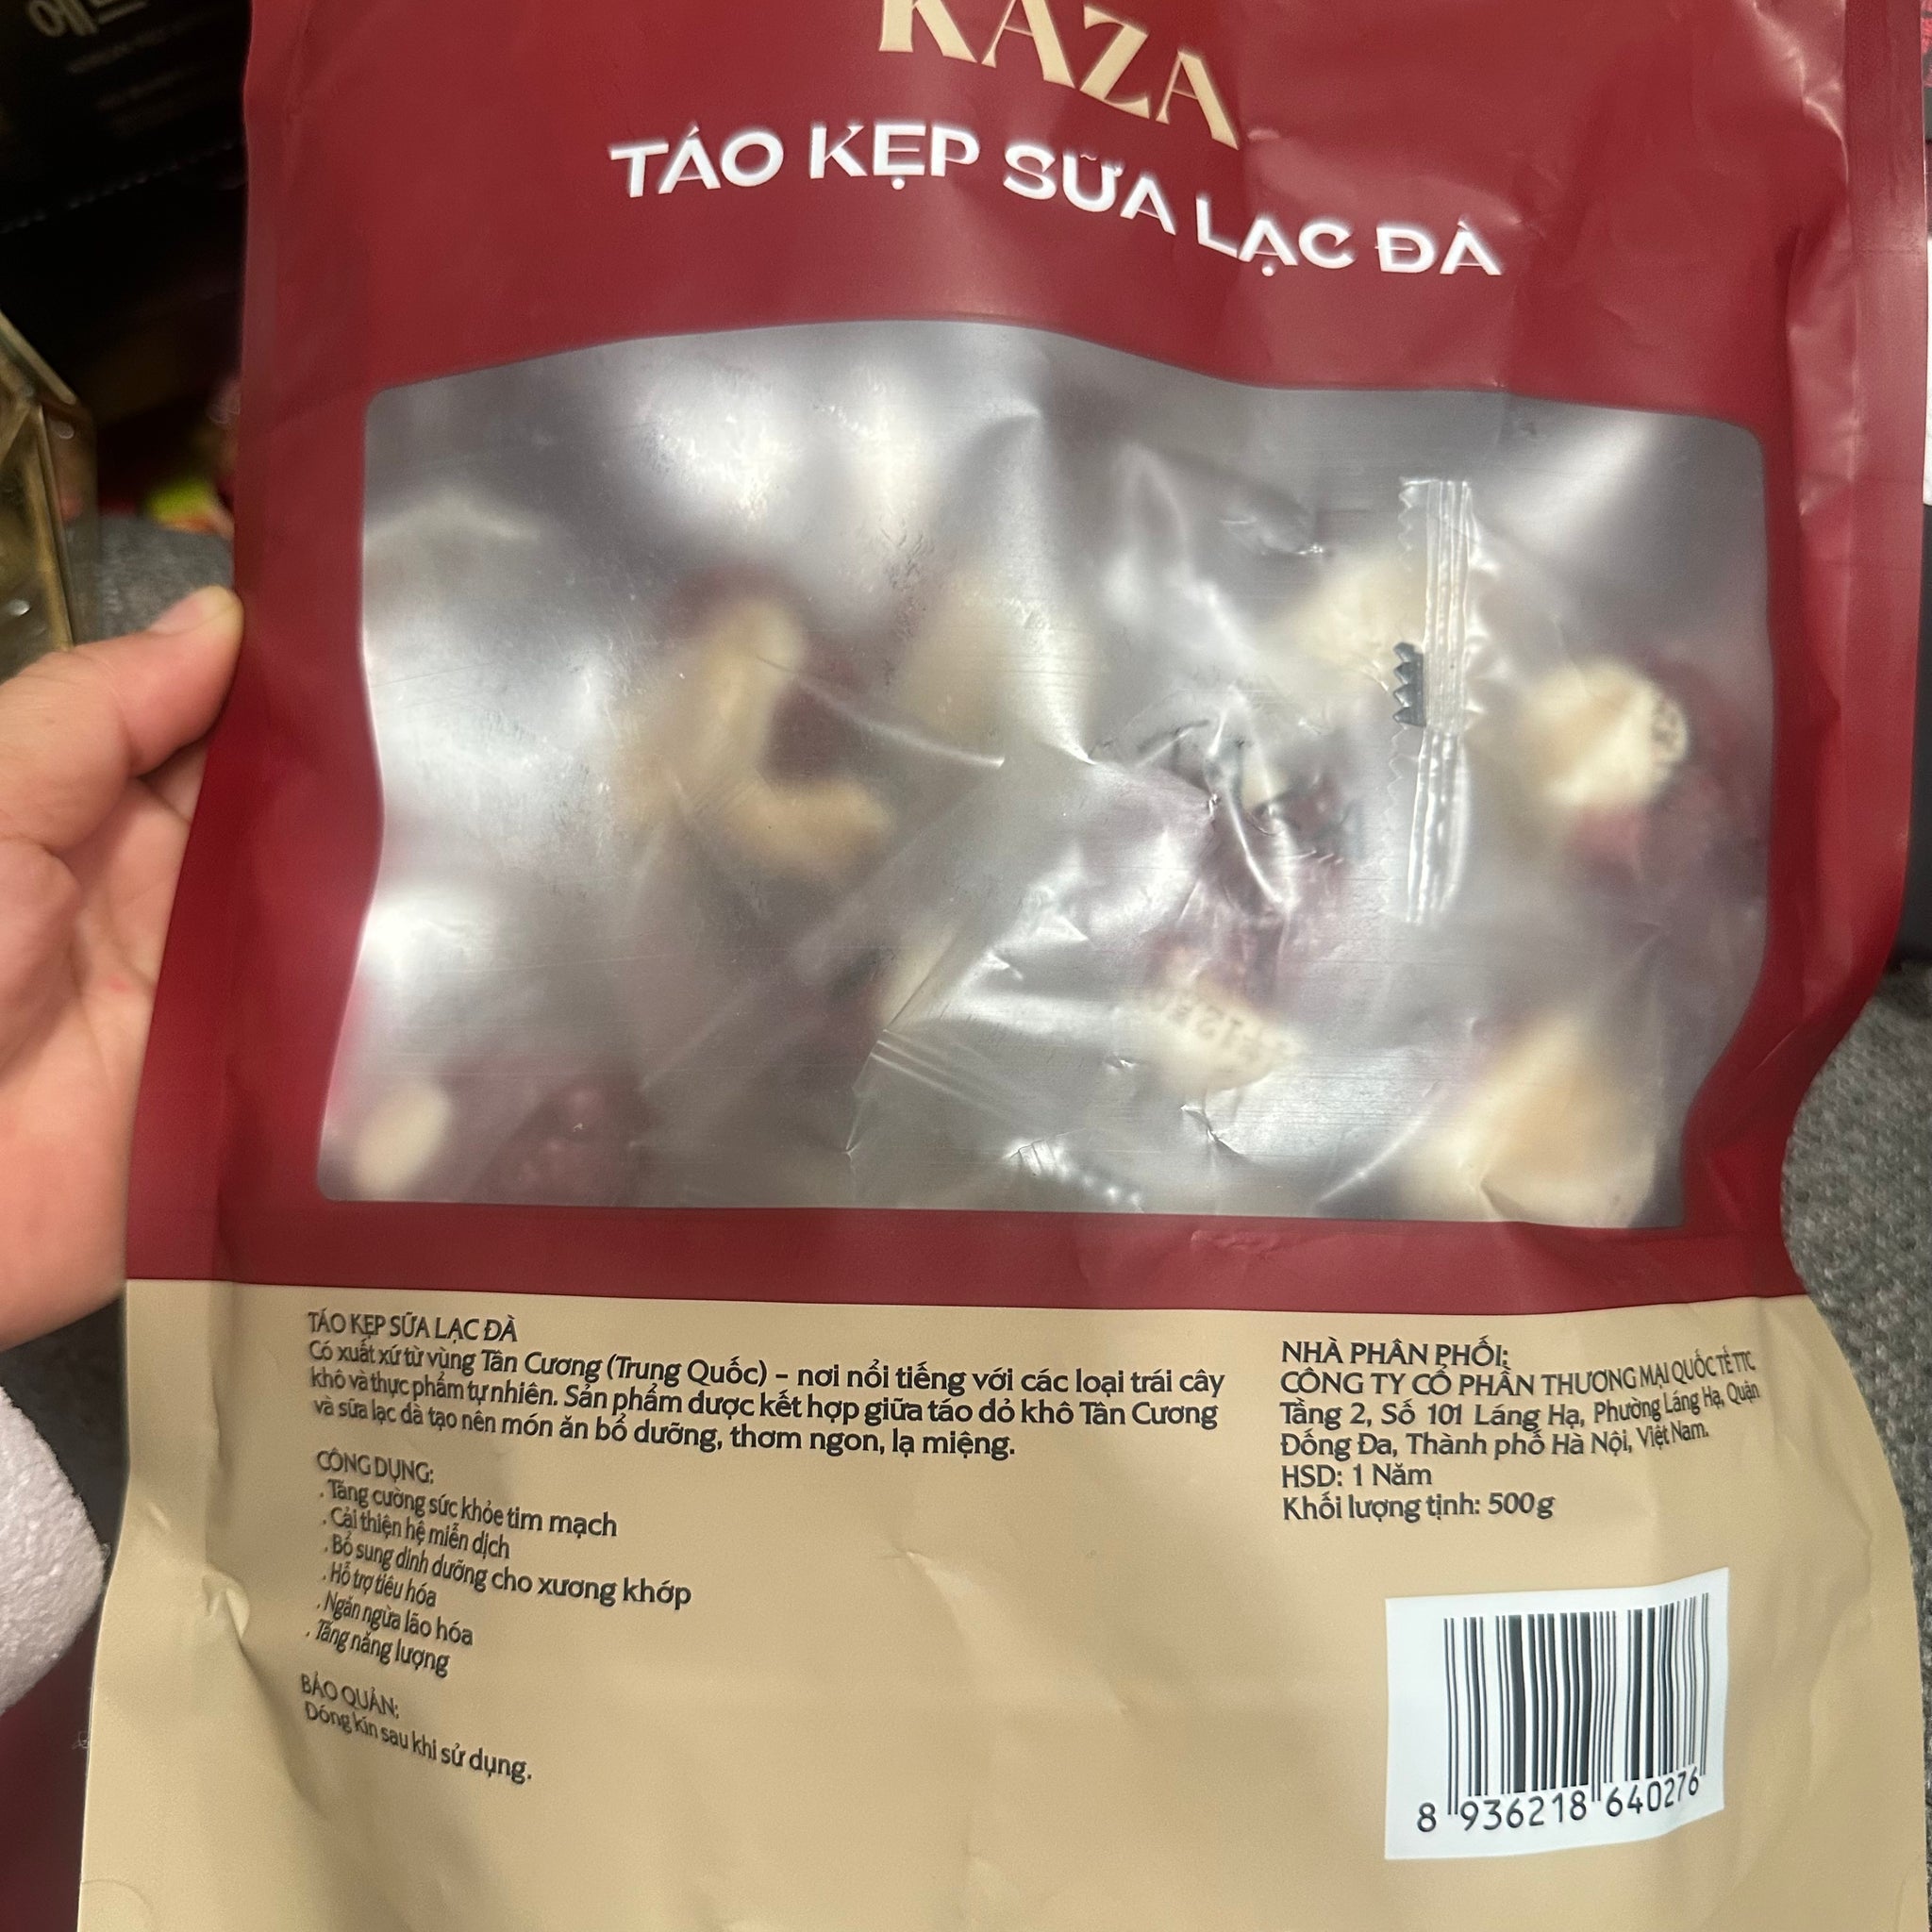 KAZA
TÁO KẸP SỮA LẠC ĐÀ
TÁO KẸP SỮA LẠC ĐÀ
Có xuất xứ từ vùng Tân Cương (Trung Quốc) – nơi nổi tiếng với các loại trái cây
khô và thực phẩm tự nhiên. Sản phẩm được kết hợp giữa táo đỏ khô Tân Cương
và sữa lạc đà tạo nên món ăn bổ dưỡng, thơm ngon, lạ miệng.
CÔNG DỤNG:
. Tăng cường sức khỏe tim mạch
. Cải thiện hệ miễn dịch
. Bổ sung dinh dưỡng cho xương khớp
. Hỗ trợ tiêu hóa
. Ngăn ngừa lão hóa
. Tăng năng lượng
BẢO QUẢN:
Đóng kín sau khi sử dụng.
NHÀ PHÂN PHỐI:
CÔNG TY CỔ PHẦN THƯƠNG MẠI QUỐC TẾ TTC
Tầng 2, Số 101 Láng Hạ, Phường Láng Hạ, Quận
Đống Đa, Thành phố Hà Nội, Việt Nam.
HSD: 1 Năm
Khối lượng tịnh: 500g
8 936218 640276